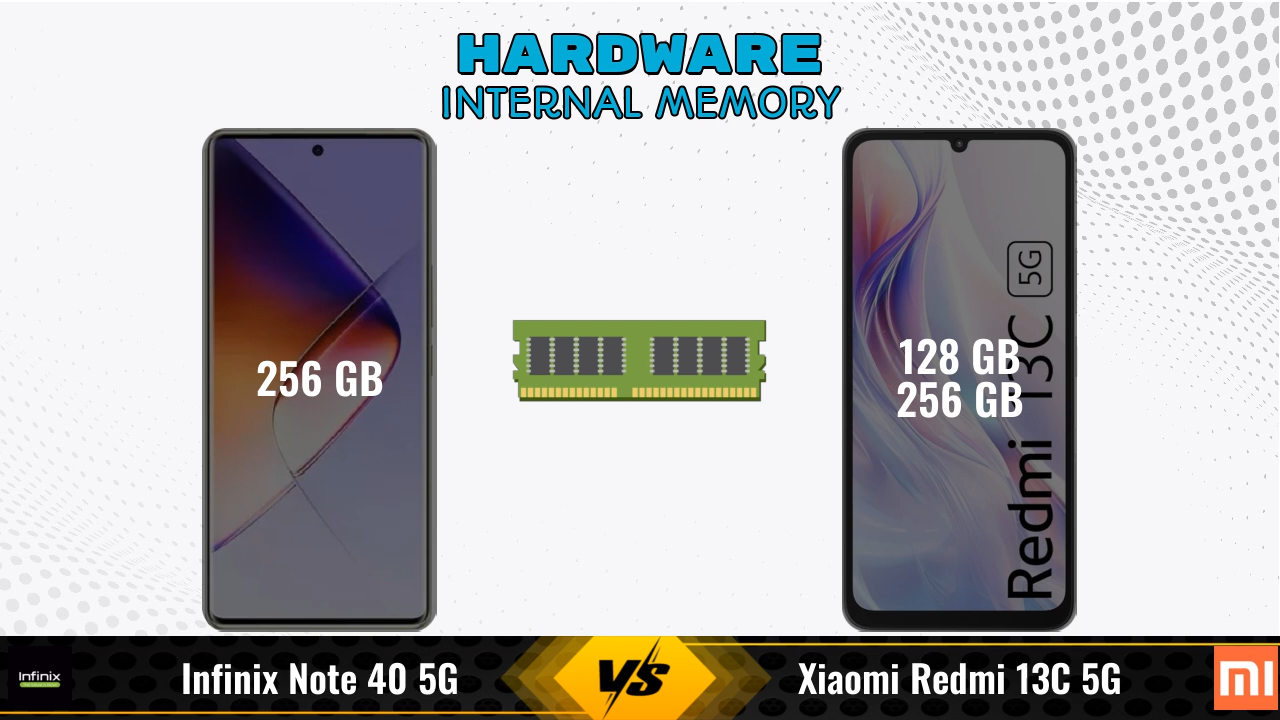 HARDWARE
INTERNAL MEMORY
256 GB
128 GB
256 GB
Redmi 13C 5G
Infinix
Infinix Note 40 5G
VS
Xiaomi Redmi 13C 5G
MI